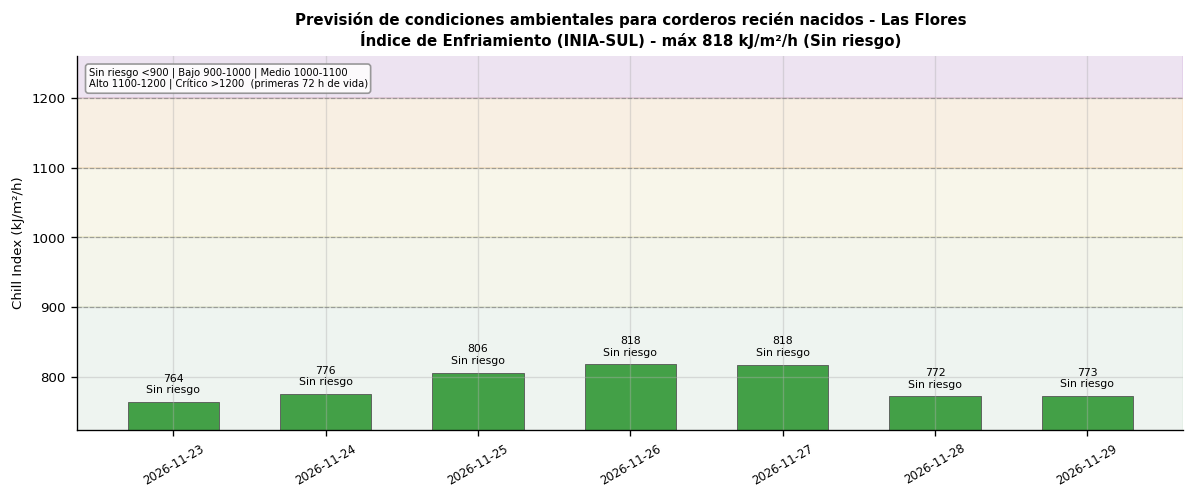 Previsión de condiciones ambientales para corderos recién nacidos - Las Flores
Índice de Enfriamiento (INIA-SUL) - máx 818 kJ/m²/h (Sin riesgo)
Sin riesgo <900 | Bajo 900-1000 | Medio 1000-1100
Alto 1100-1200 | Crítico >1200  (primeras 72 h de vida)
Chill Index (kJ/m²/h)
1200
1100
1000
900
800
764
Sin riesgo
776
Sin riesgo
806
Sin riesgo
818
Sin riesgo
818
Sin riesgo
772
Sin riesgo
773
Sin riesgo
2026-11-23
2026-11-24
2026-11-25
2026-11-26
2026-11-27
2026-11-28
2026-11-29